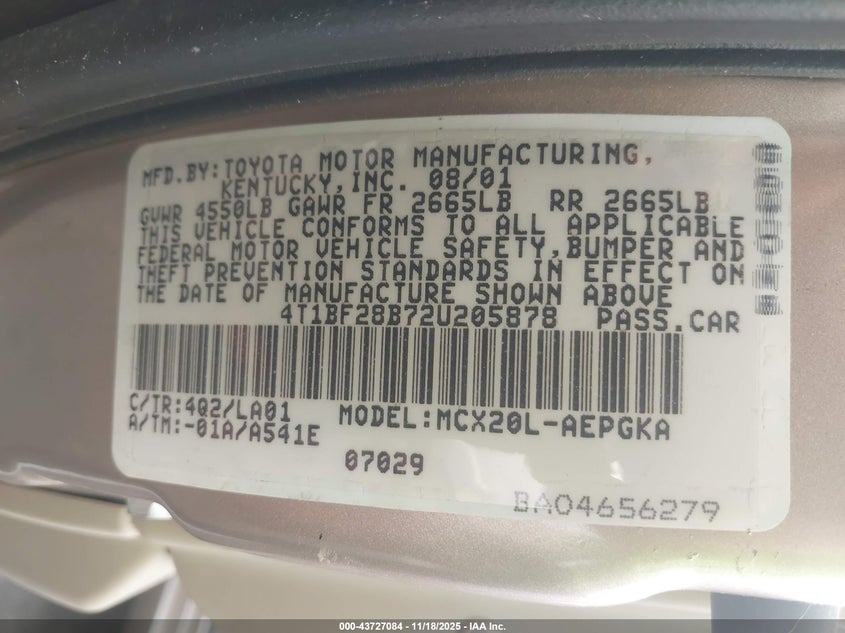 MFD.BY:TOYOTA MOTOR MANUFACTURING,
KENTUCKY,INC. 08/01
GVWR 4550LB GAWR FR 2665LB RR 2665LB
THIS VEHICLE CONFORMS TO ALL APPLICABLE
FEDERAL MOTOR VEHICLE SAFETY,BUMPER AND
THEFT PREVENTION STANDARDS IN EFFECT ON
THE DATE OF MANUFACTURE SHOWN ABOVE
4T1BF28B72U205878 PASS.CAR
C/TR:4Q2/LA01 MODEL:MCX20L-AEPGKA
A/TM:-01A/A541E
07029
BA04656279
000-43727084 | 11/18/2025 - IAA Inc.